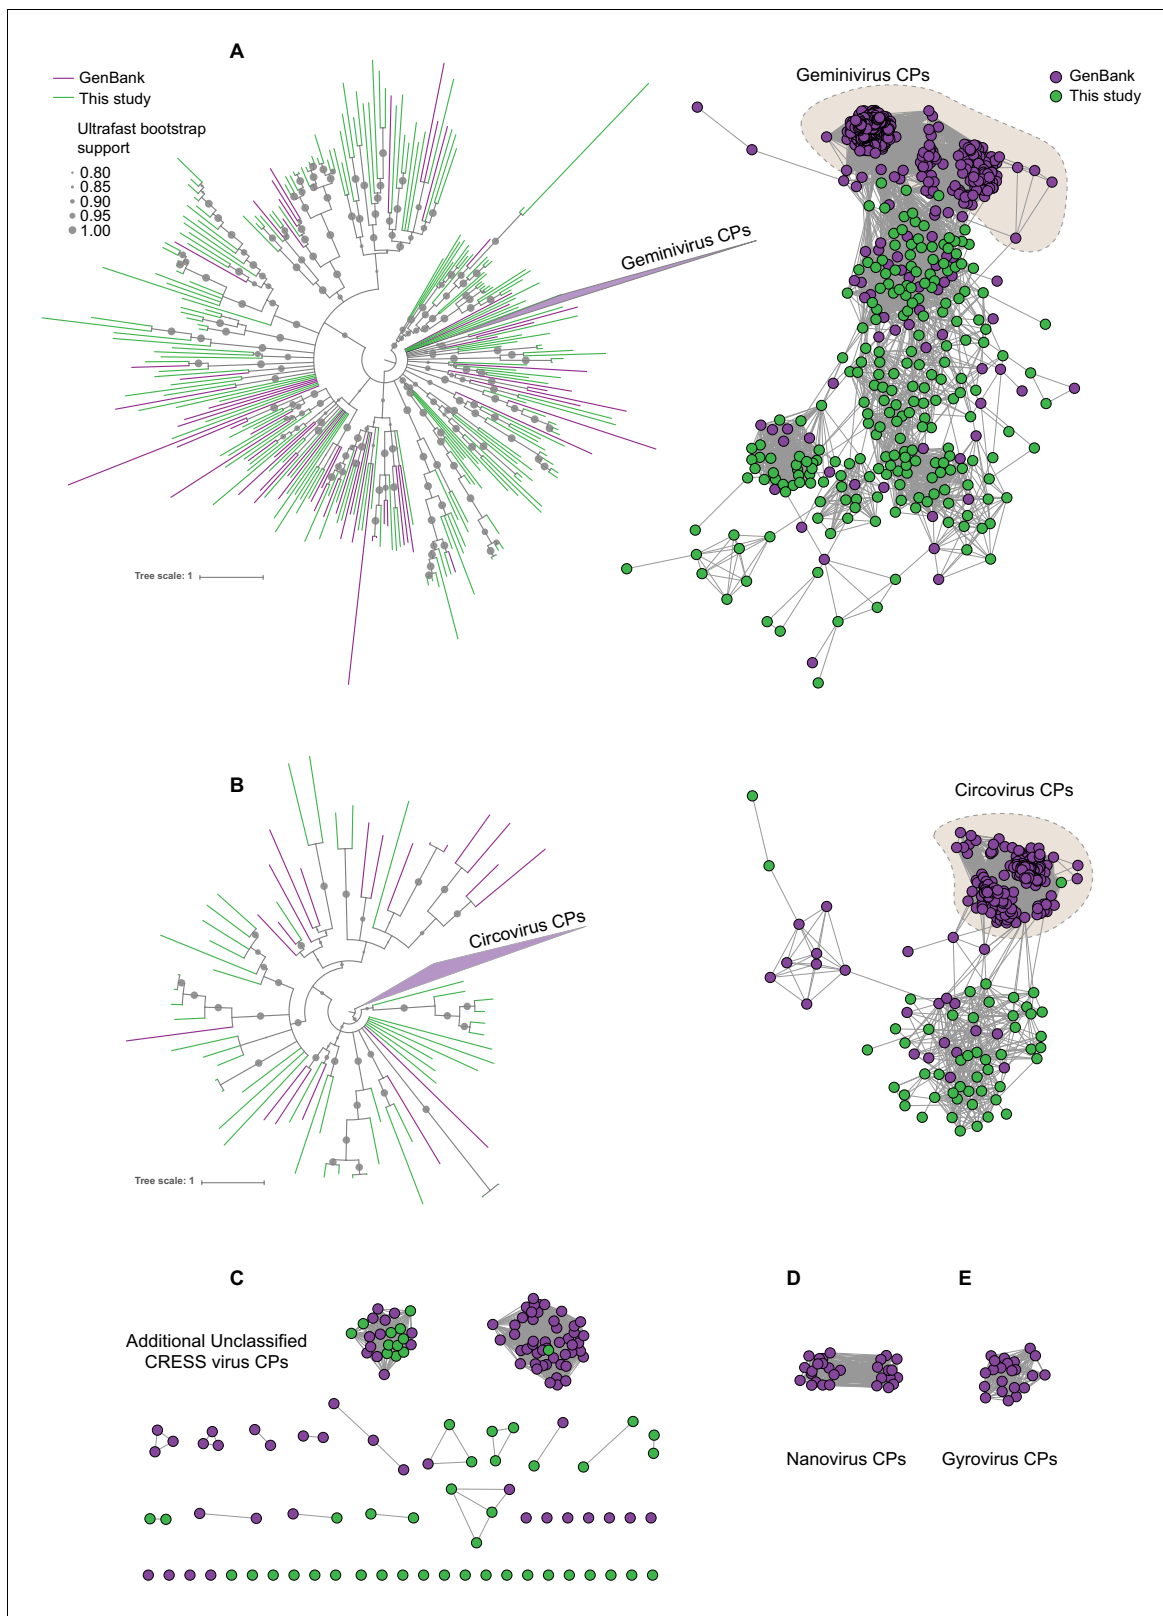 A
GenBank
This study
Ultrafast bootstrap
support
0.80
0.85
0.90
0.95
1.00
Geminivirus CPs
Tree scale: 1
Geminivirus CPs
GenBank
This study
B
Circovirus CPs
Tree scale: 1
Circovirus CPs
C
Additional Unclassified
CRESS virus CPs
D
Nanovirus CPs
E
Gyrovirus CPs